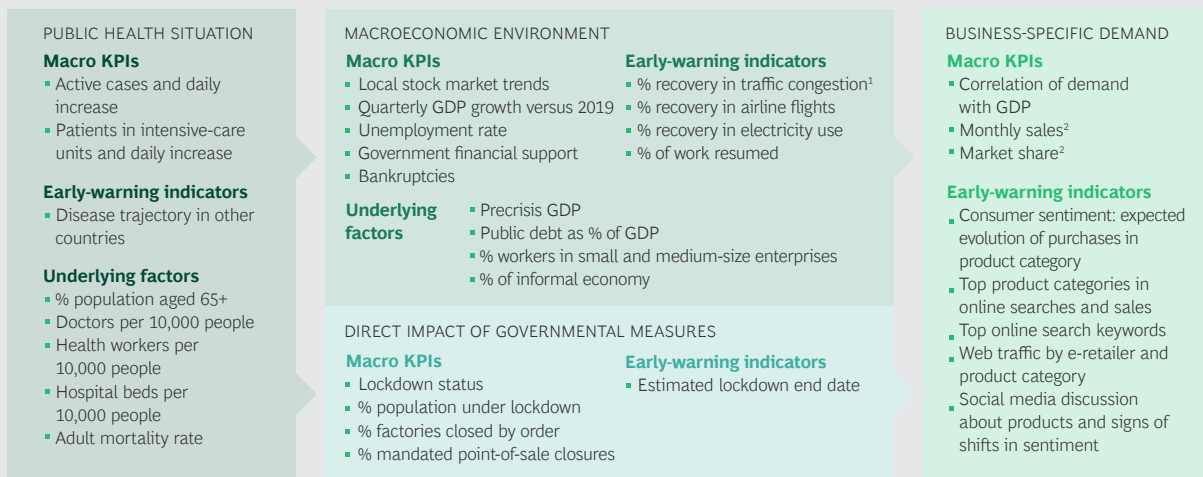 PUBLIC HEALTH SITUATION
Macro KPIs
▪ Active cases and daily
increase
▪ Patients in intensive-care
units and daily increase
Early-warning indicators
▪ Disease trajectory in other
countries
Underlying factors
▪ % population aged 65+
▪ Doctors per 10,000 people
▪ Health workers per
10,000 people
▪ Hospital beds per
10,000 people
▪ Adult mortality rate
MACROECONOMIC ENVIRONMENT
Macro KPIs
▪ Local stock market trends
▪ Quarterly GDP growth versus 2019
▪ Unemployment rate
▪ Government financial support
▪ Bankruptcies
Early-warning indicators
▪ % recovery in traffic congestion¹
▪ % recovery in airline flights
▪ % recovery in electricity use
▪ % of work resumed
Underlying
factors
▪ Precrisis GDP
▪ Public debt as % of GDP
▪ % workers in small and medium-size enterprises
▪ % of informal economy
DIRECT IMPACT OF GOVERNMENTAL MEASURES
Macro KPIs
▪ Lockdown status
▪ % population under lockdown
▪ % factories closed by order
▪ % mandated point-of-sale closures
Early-warning indicators
▪ Estimated lockdown end date
BUSINESS-SPECIFIC DEMAND
Macro KPIs
▪ Correlation of demand
with GDP
▪ Monthly sales²
▪ Market share²
Early-warning indicators
▪ Consumer sentiment: expected
evolution of purchases in
product category
▪ Top product categories in
online searches and sales
▪ Top online search keywords
▪ Web traffic by e-retailer and
product category
▪ Social media discussion
about products and signs of
shifts in sentiment